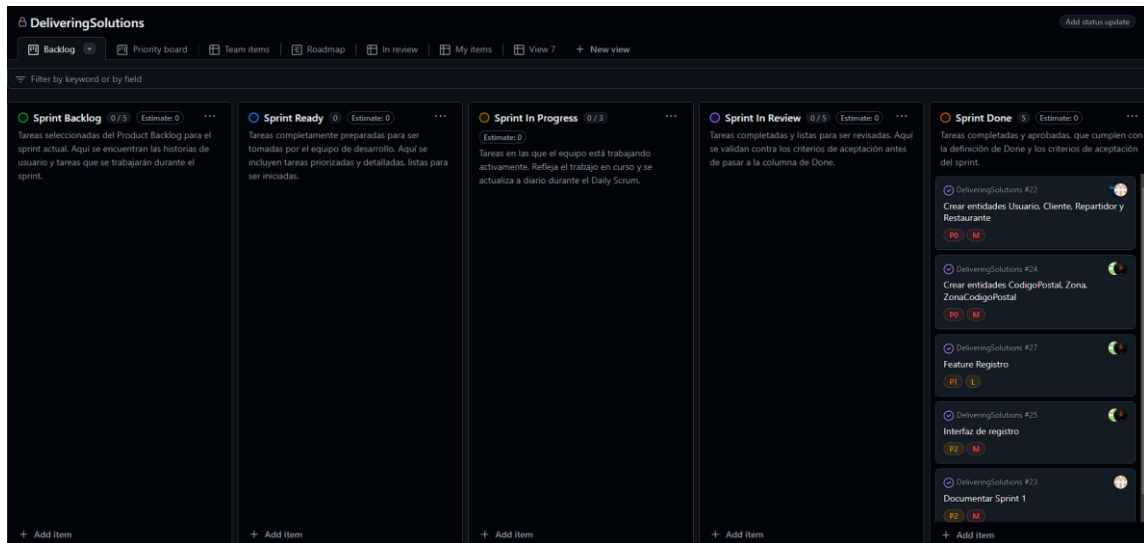 DeliveringSolutions
Add status update
Backlog
Priority board
Team items
Roadmap
In review
My items
View 7
+ New view
Filter by keyword or by field
Sprint Backlog 0 / 5 Estimate: 0 ...
Tareas seleccionadas del Product Backlog para el
sprint actual. Aquí se encuentran las historias de
usuario y tareas que se trabajarán durante el
sprint.
+ Add item
Sprint Ready 0 Estimate: 0 ...
Tareas completamente preparadas para ser
tomadas por el equipo de desarrollo. Aquí se
incluyen tareas priorizadas y detalladas, listas para
ser iniciadas.
+ Add item
Sprint In Progress 0 / 3 ...
Estimate: 0
Tareas en las que el equipo está trabajando
activamente. Refleja el trabajo en curso y se
actualiza a diario durante el Daily Scrum.
+ Add item
Sprint In Review 0 / 5 Estimate: 0 ...
Tareas completadas y listas para ser revisadas. Aquí
se validan contra los criterios de aceptación antes
de pasar a la columna de Done.
+ Add item
Sprint Done 5 Estimate: 0 ...
Tareas completadas y aprobadas, que cumplen con
la definición de Done y los criterios de aceptación
del sprint.
DeliveringSolutions #22
Crear entidades Usuario, Cliente, Repartidor y
Restaurante
P0 M
DeliveringSolutions #24
Crear entidades CodigoPostal, Zona,
ZonaCodigoPostal
P0 M
DeliveringSolutions #27
Feature Registro
P1 L
DeliveringSolutions #25
Interfaz de registro
P2 M
DeliveringSolutions #23
Documentar Sprint 1
P2 M
+ Add item